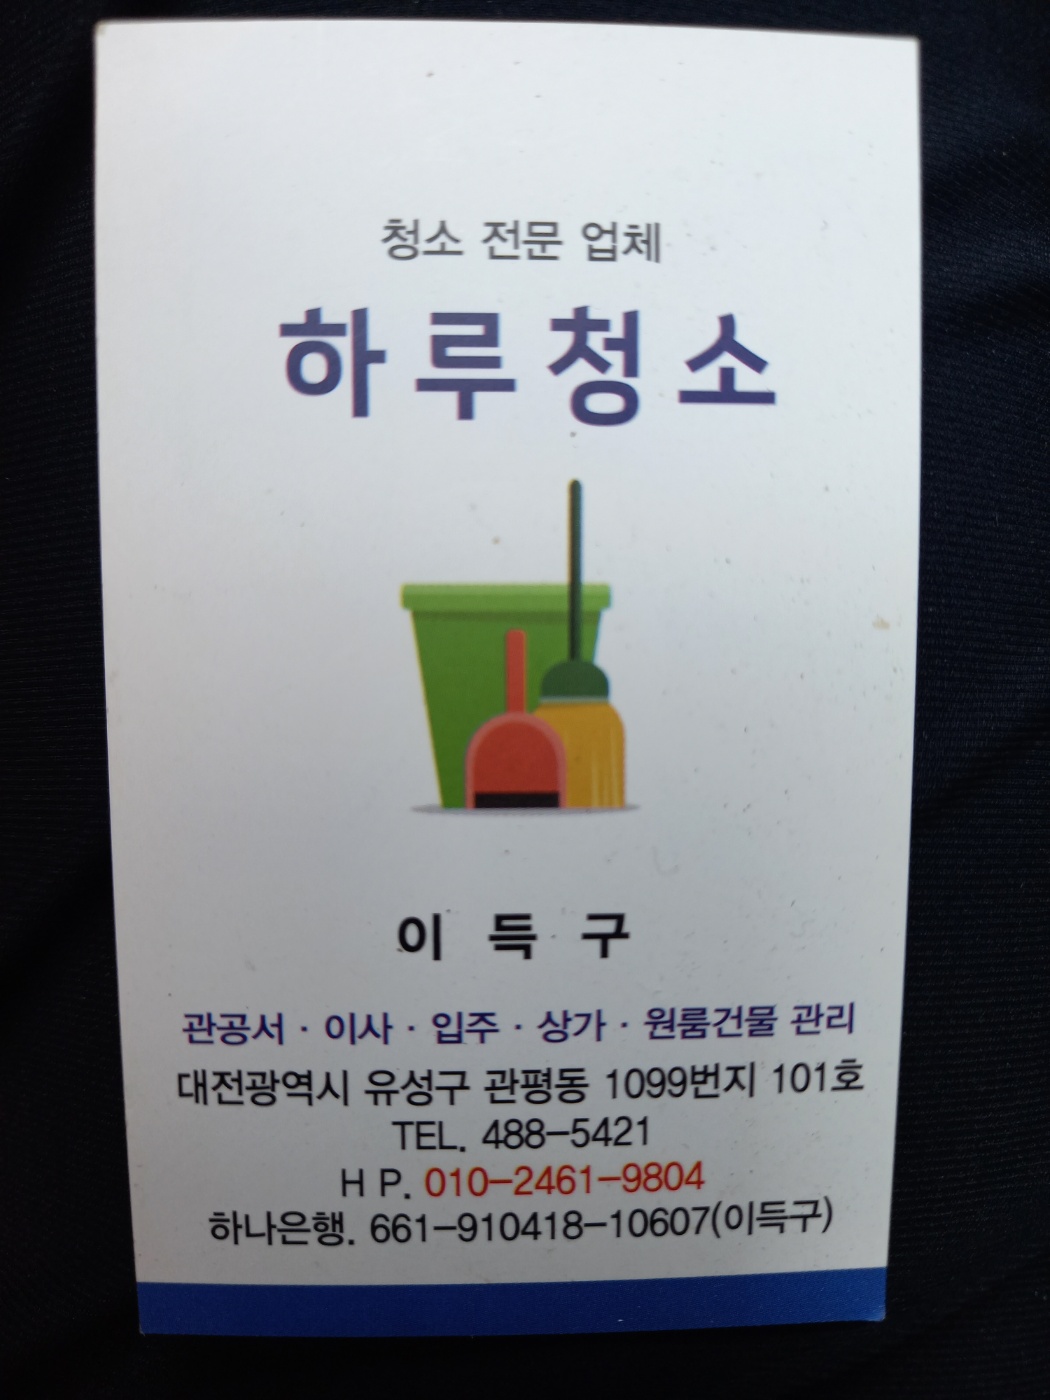 청소 전문 업체
하루청소
이 득 구
관공서 · 이사 · 입주 · 상가 · 원룸건물 관리
대전광역시 유성구 관평동 1099번지 101호
TEL. 488-5421
H P. 010-2461-9804
하나은행. 661-910418-10607(이득구)